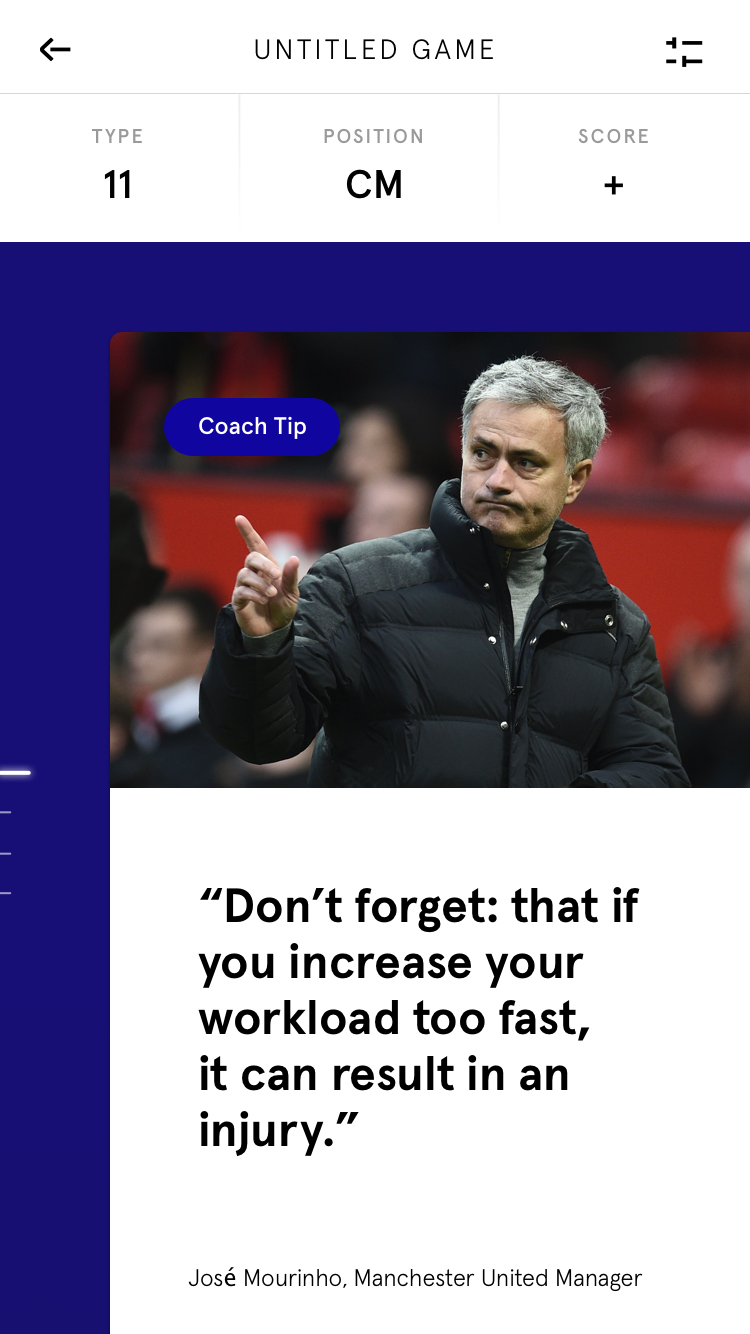 UNTITLED GAME
TYPE POSITION SCORE
11 CM +
Coach Tip
“Don’t forget: that if
you increase your
workload too fast,
it can result in an
injury.”
José Mourinho, Manchester United Manager